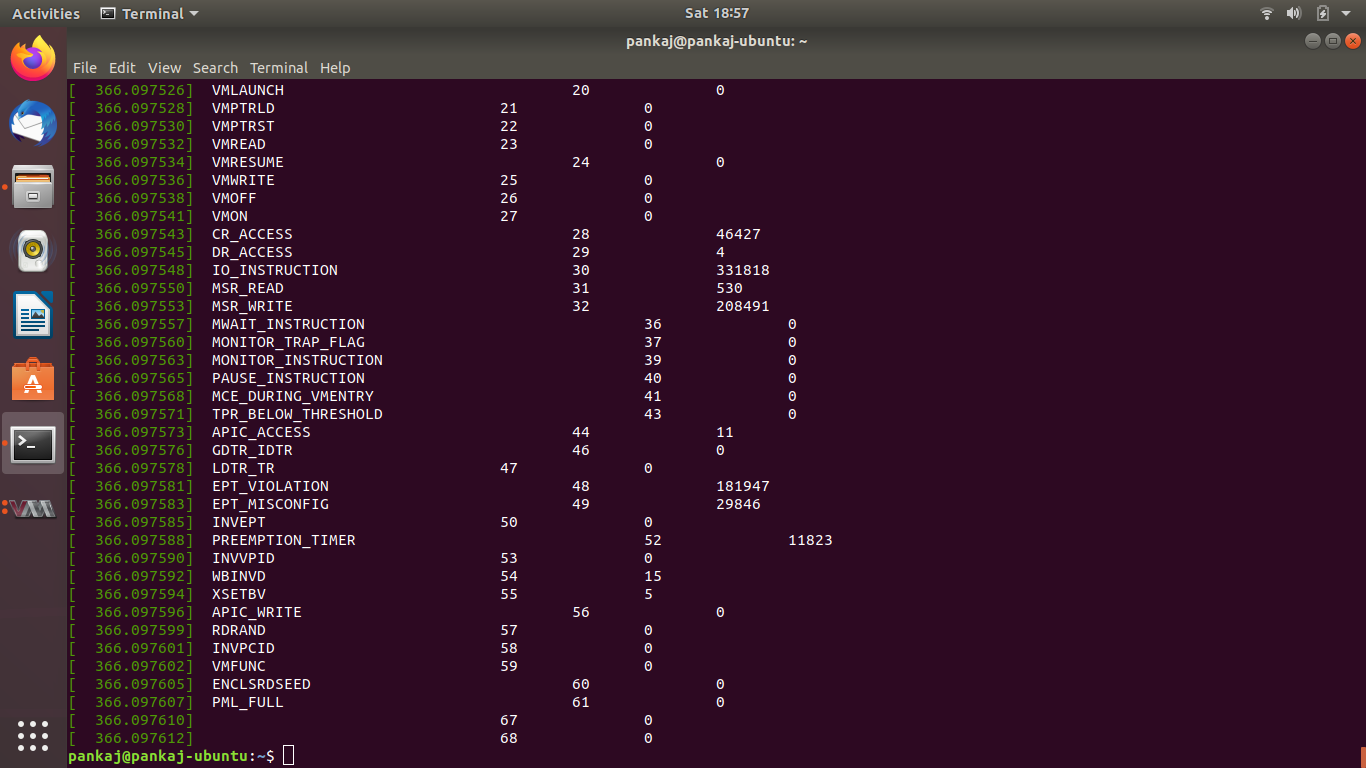 Activities Terminal Sat 18:57
pankaj@pankaj-ubuntu: ~
File Edit View Search Terminal Help
[  366.097526]  VMLAUNCH 20 0
[  366.097528]  VMPTRLD 21 0
[  366.097530]  VMPTRST 22 0
[  366.097532]  VMREAD 23 0
[  366.097534]  VMRESUME 24 0
[  366.097536]  VMWRITE 25 0
[  366.097538]  VMOFF 26 0
[  366.097541]  VMON 27 0
[  366.097543]  CR_ACCESS 28 46427
[  366.097545]  DR_ACCESS 29 4
[  366.097548]  IO_INSTRUCTION 30 331818
[  366.097550]  MSR_READ 31 530
[  366.097553]  MSR_WRITE 32 208491
[  366.097557]  MWAIT_INSTRUCTION 36 0
[  366.097560]  MONITOR_TRAP_FLAG 37 0
[  366.097563]  MONITOR_INSTRUCTION 39 0
[  366.097565]  PAUSE_INSTRUCTION 40 0
[  366.097568]  MCE_DURING_VMENTRY 41 0
[  366.097571]  TPR_BELOW_THRESHOLD 43 0
[  366.097573]  APIC_ACCESS 44 11
[  366.097576]  GDTR_IDTR 46 0
[  366.097578]  LDTR_TR 47 0
[  366.097581]  EPT_VIOLATION 48 181947
[  366.097583]  EPT_MISCONFIG 49 29846
[  366.097585]  INVEPT 50 0
[  366.097588]  PREEMPTION_TIMER 52 11823
[  366.097590]  INVVPID 53 0
[  366.097592]  WBINVD 54 15
[  366.097594]  XSETBV 55 5
[  366.097596]  APIC_WRITE 56 0
[  366.097599]  RDRAND 57 0
[  366.097601]  INVPCID 58 0
[  366.097602]  VMFUNC 59 0
[  366.097605]  ENCLSRDSEED 60 0
[  366.097607]  PML_FULL 61 0
[  366.097610]  67 0
[  366.097612]  68 0
pankaj@pankaj-ubuntu:~$